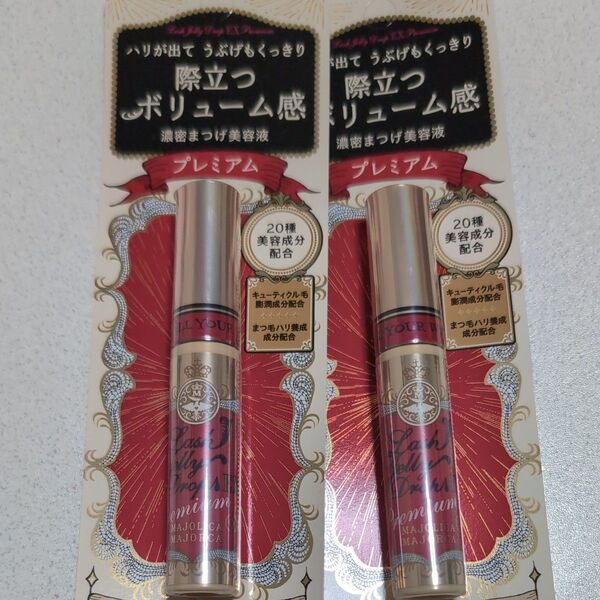 Lash Jelly Drop EX Premium
ハリが出て うぶげもくっきり
際立つ
ボリューム感
濃密まつげ美容液
プレミアム
20種
美容成分
配合
キューティクル毛
膨潤成分配合
まつ毛ハリ養成
成分配合
LL YOUR
M
Lash
Jelly
Drops
Premium
MAJOLICA
MAJORCA
Lash Jelly Drop EX Premium
ハリが出て うぶげもくっきり
際立つ
ボリューム感
濃密まつげ美容液
プレミアム
20種
美容成分
配合
キューティクル毛
膨潤成分配合
まつ毛ハリ養成
成分配合
YOUR
M
Lash
Jelly
Drops
Premium
MAJOLICA
MAJORCA